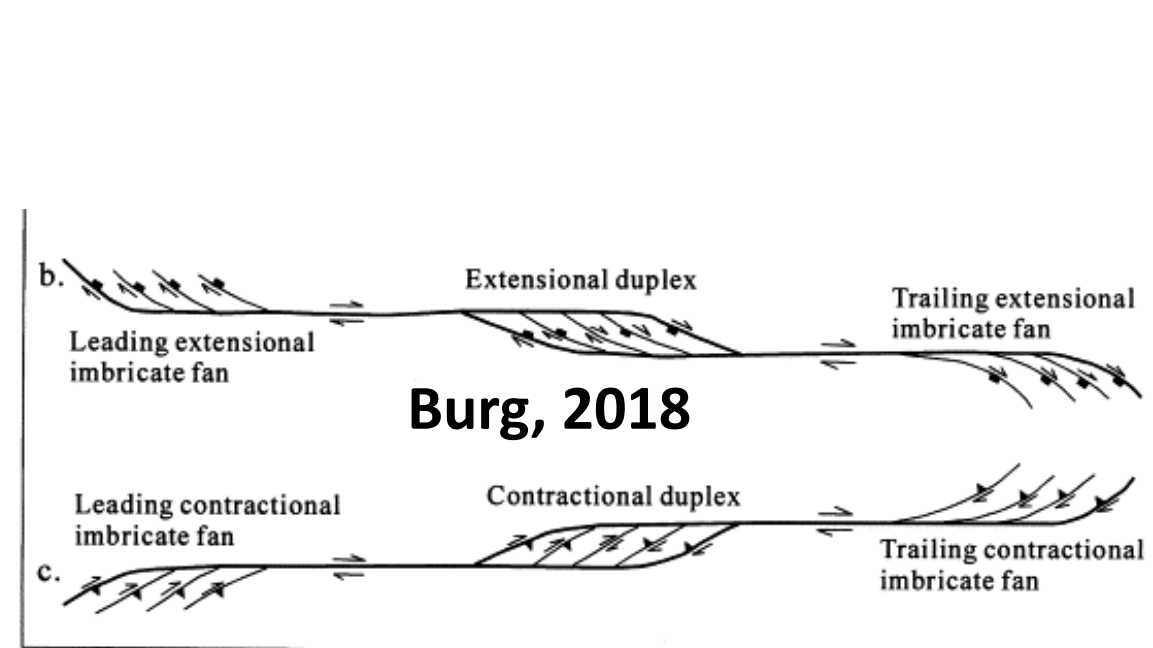 b.
Extensional duplex
Trailing extensional
imbricate fan
Leading extensional
imbricate fan
Burg, 2018
Leading contractional
imbricate fan
Contractional duplex
Trailing contractional
imbricate fan
c.